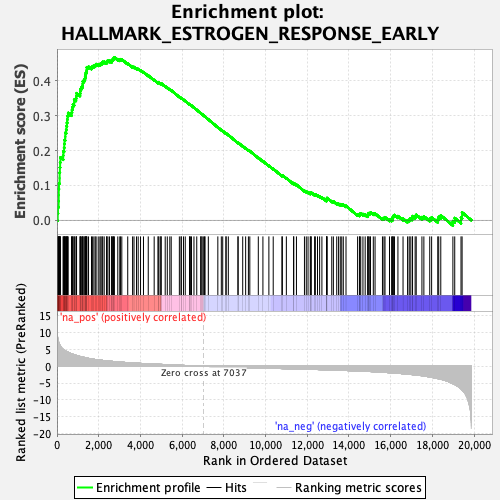 Enrichment plot:
HALLMARK_ESTROGEN_RESPONSE_EARLY
Enrichment score (ES)
0.4
0.3
0.2
0.1
0.0
'na_pos' (positively correlated)
Ranked list metric (PreRanked)
15
10
5
0
-5
-10
-15
-20
Zero cross at 7037
'na_neg' (negatively correlated)
0
2,000
4,000
6,000
8,000
10,000
12,000
14,000
16,000
18,000
20,000
Rank in Ordered Dataset
Enrichment profile
Hits
Ranking metric scores